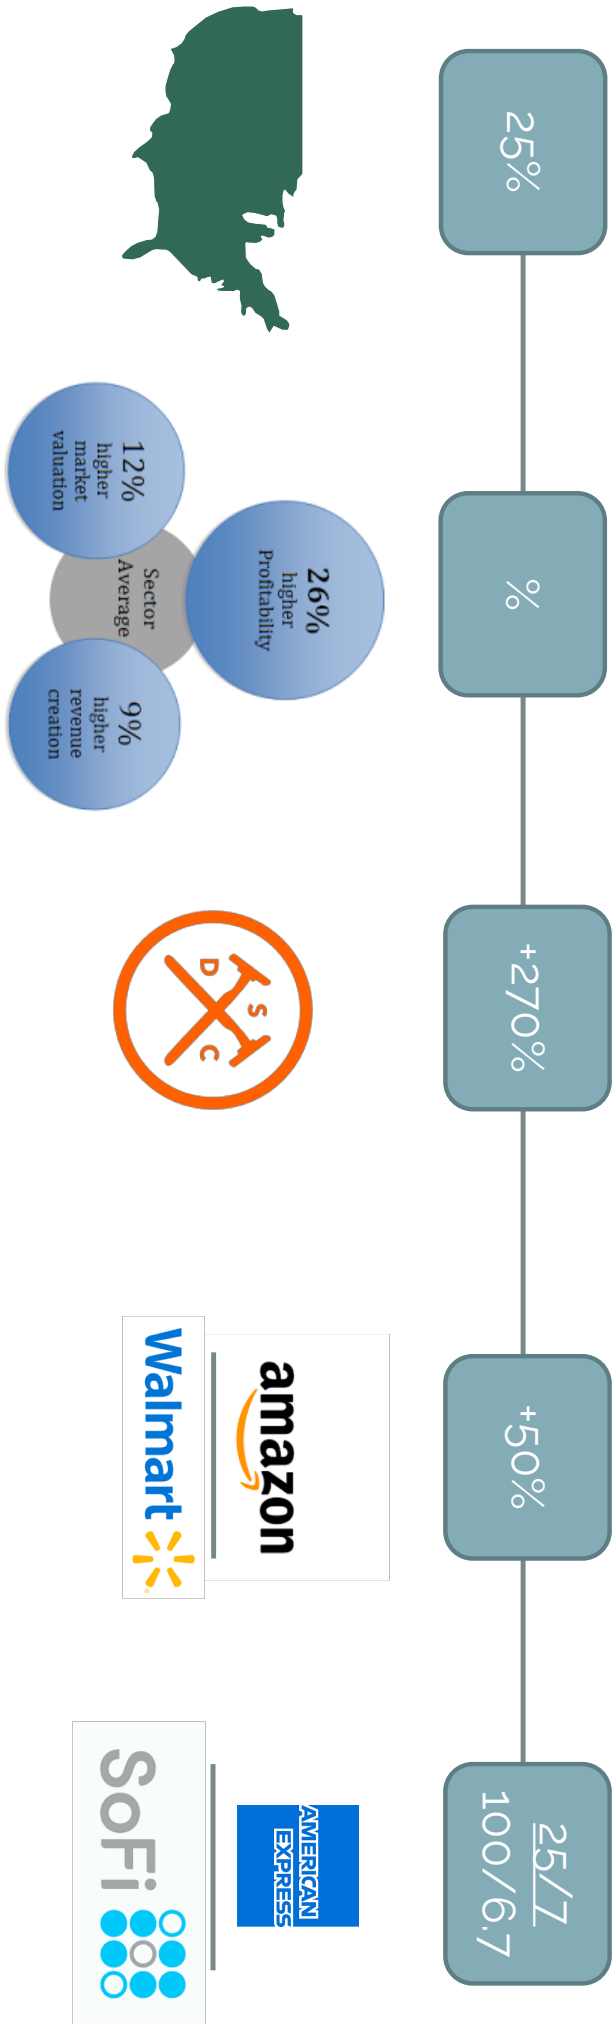 25%
%
+270%
+50%
25/7
100/6.7
26%
higher
Profitability
Sector
Average
12%
higher
market
valuation
9%
higher
revenue
creation
D S C
amazon
Walmart
AMERICAN
EXPRESS
SoFi